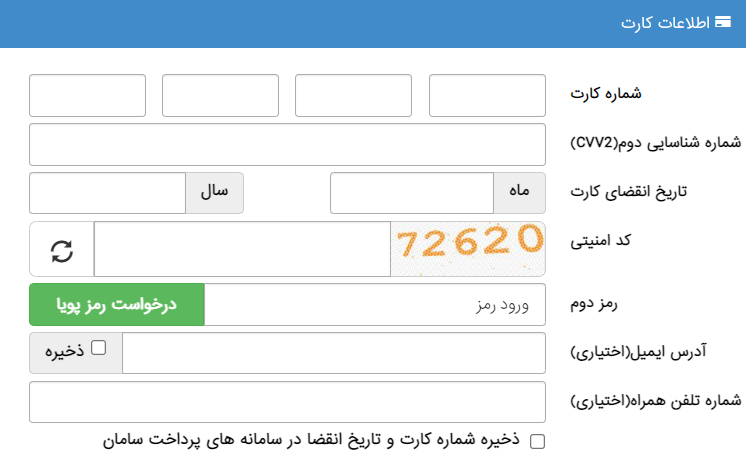 اطلاعات کارت
شماره کارت
شماره شناسایی دوم(CVV2)
تاریخ انقضای کارت ماه سال
کد امنیتی 72620
رمز دوم ورود رمز درخواست رمز پویا
آدرس ایمیل(اختیاری) ذخیره
شماره تلفن همراه(اختیاری)
ذخیره شماره کارت و تاریخ انقضا در سامانه های پرداخت سامان